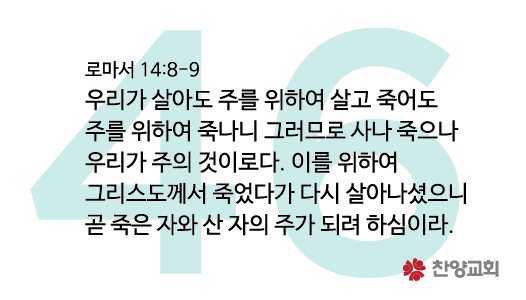 46
로마서 14:8-9
우리가 살아도 주를 위하여 살고 죽어도
주를 위하여 죽나니 그러므로 사나 죽으나
우리가 주의 것이로다. 이를 위하여
그리스도께서 죽었다가 다시 살아나셨으니
곧 죽은 자와 산 자의 주가 되려 하심이라.
찬양교회